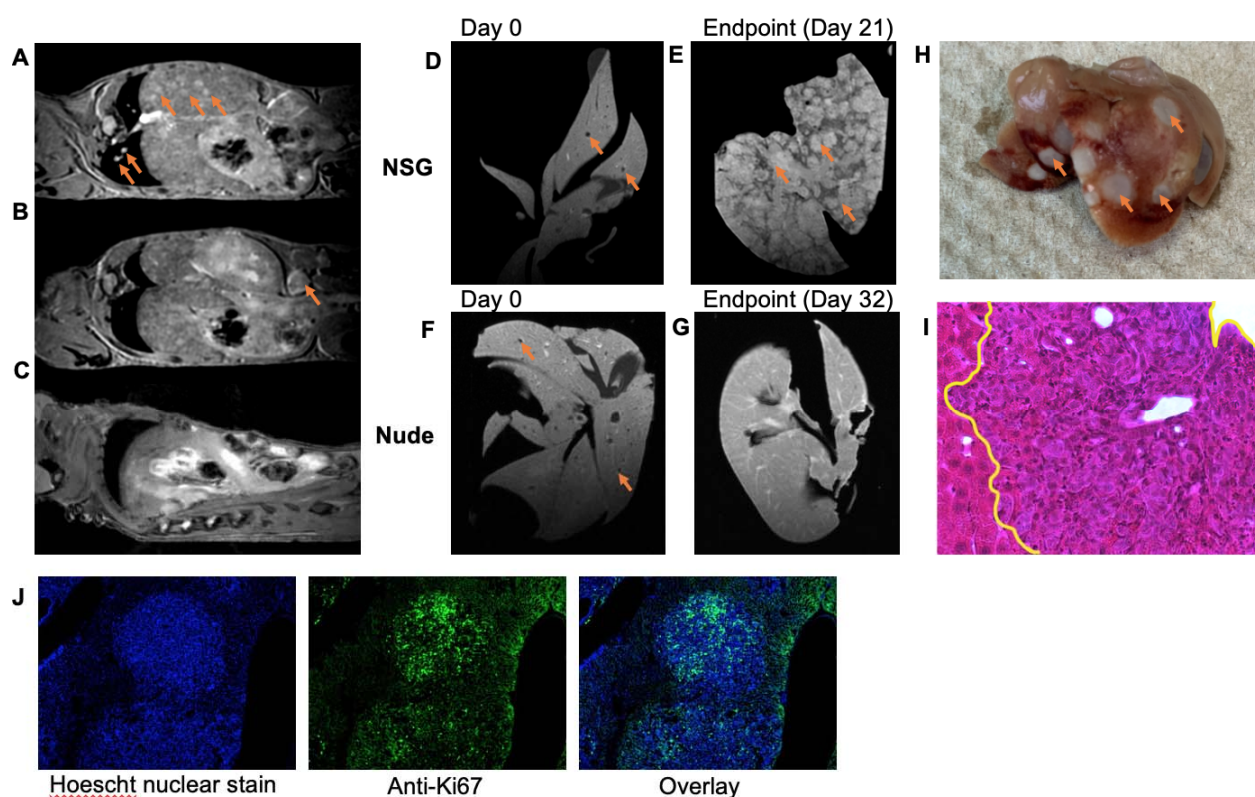 Day 0 Endpoint (Day 21)
A D E H
NSG
B
Day 0 Endpoint (Day 32)
F G I
C
Nude
J
Hoescht nuclear stain Anti-Ki67 Overlay